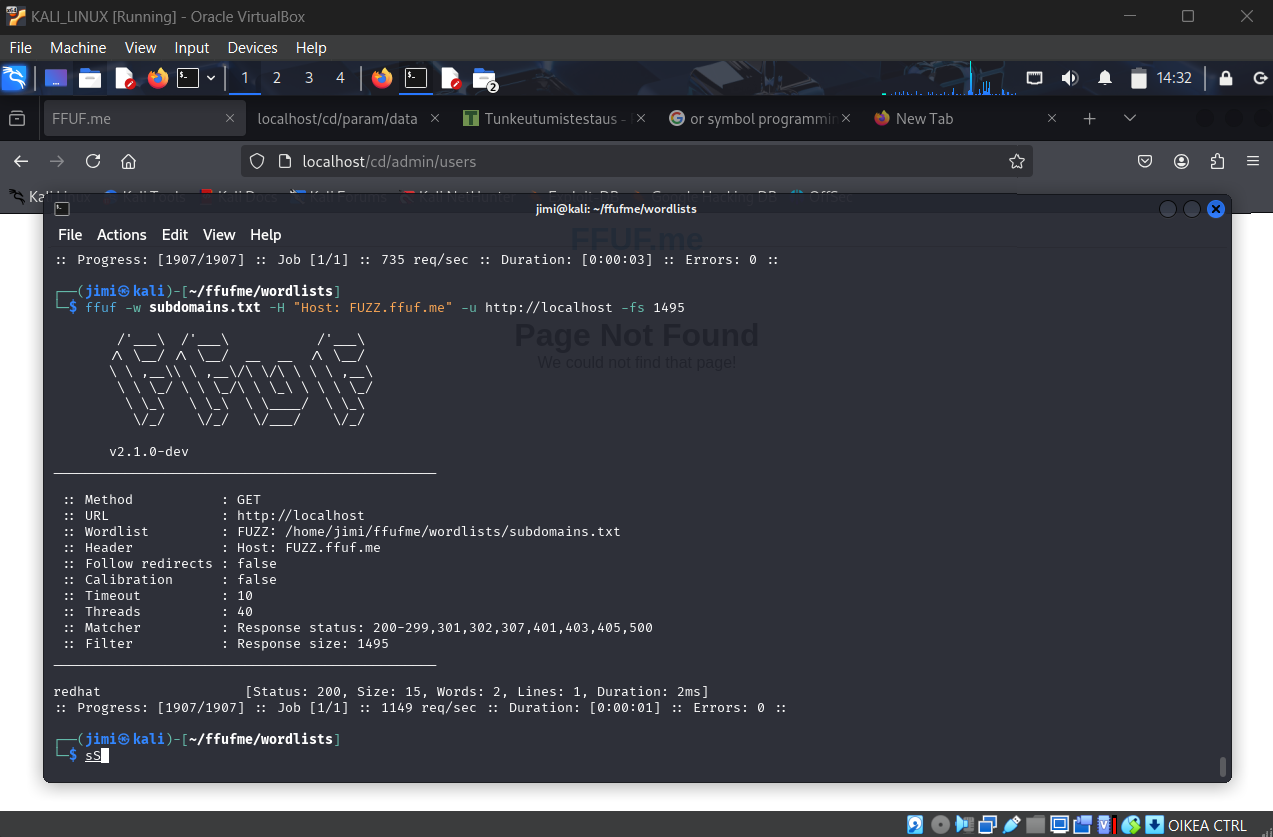 KALI_LINUX [Running] - Oracle VirtualBox
File Machine View Input Devices Help
1 2 3 4 2 14:32
FFUF.me localhost/cd/param/data Tunkeutumistestaus - or symbol programmin New Tab
localhost/cd/admin/users
Kali Linux Kali Tools Kali Docs Kali Forums Kali NetHunter Exploit-DB Google Hacking DB OffSec
jimi@kali: ~/ffufme/wordlists
File Actions Edit View Help
FFUF.me
:: Progress: [1907/1907] :: Job [1/1] :: 735 req/sec :: Duration: [0:00:03] :: Errors: 0 ::
┌──(jimi㉿kali)-[~/ffufme/wordlists]
└─$ ffuf -w subdomains.txt -H "Host: FUZZ.ffuf.me" -u http://localhost -fs 1495
Page Not Found
We could not find that page!
v2.1.0-dev
________________________________________________
:: Method : GET
:: URL : http://localhost
:: Wordlist : FUZZ: /home/jimi/ffufme/wordlists/subdomains.txt
:: Header : Host: FUZZ.ffuf.me
:: Follow redirects : false
:: Calibration : false
:: Timeout : 10
:: Threads : 40
:: Matcher : Response status: 200-299,301,302,307,401,403,405,500
:: Filter : Response size: 1495
________________________________________________
redhat [Status: 200, Size: 15, Words: 2, Lines: 1, Duration: 2ms]
:: Progress: [1907/1907] :: Job [1/1] :: 1149 req/sec :: Duration: [0:00:01] :: Errors: 0 ::
┌──(jimi㉿kali)-[~/ffufme/wordlists]
└─$ sS
OIKEA CTRL